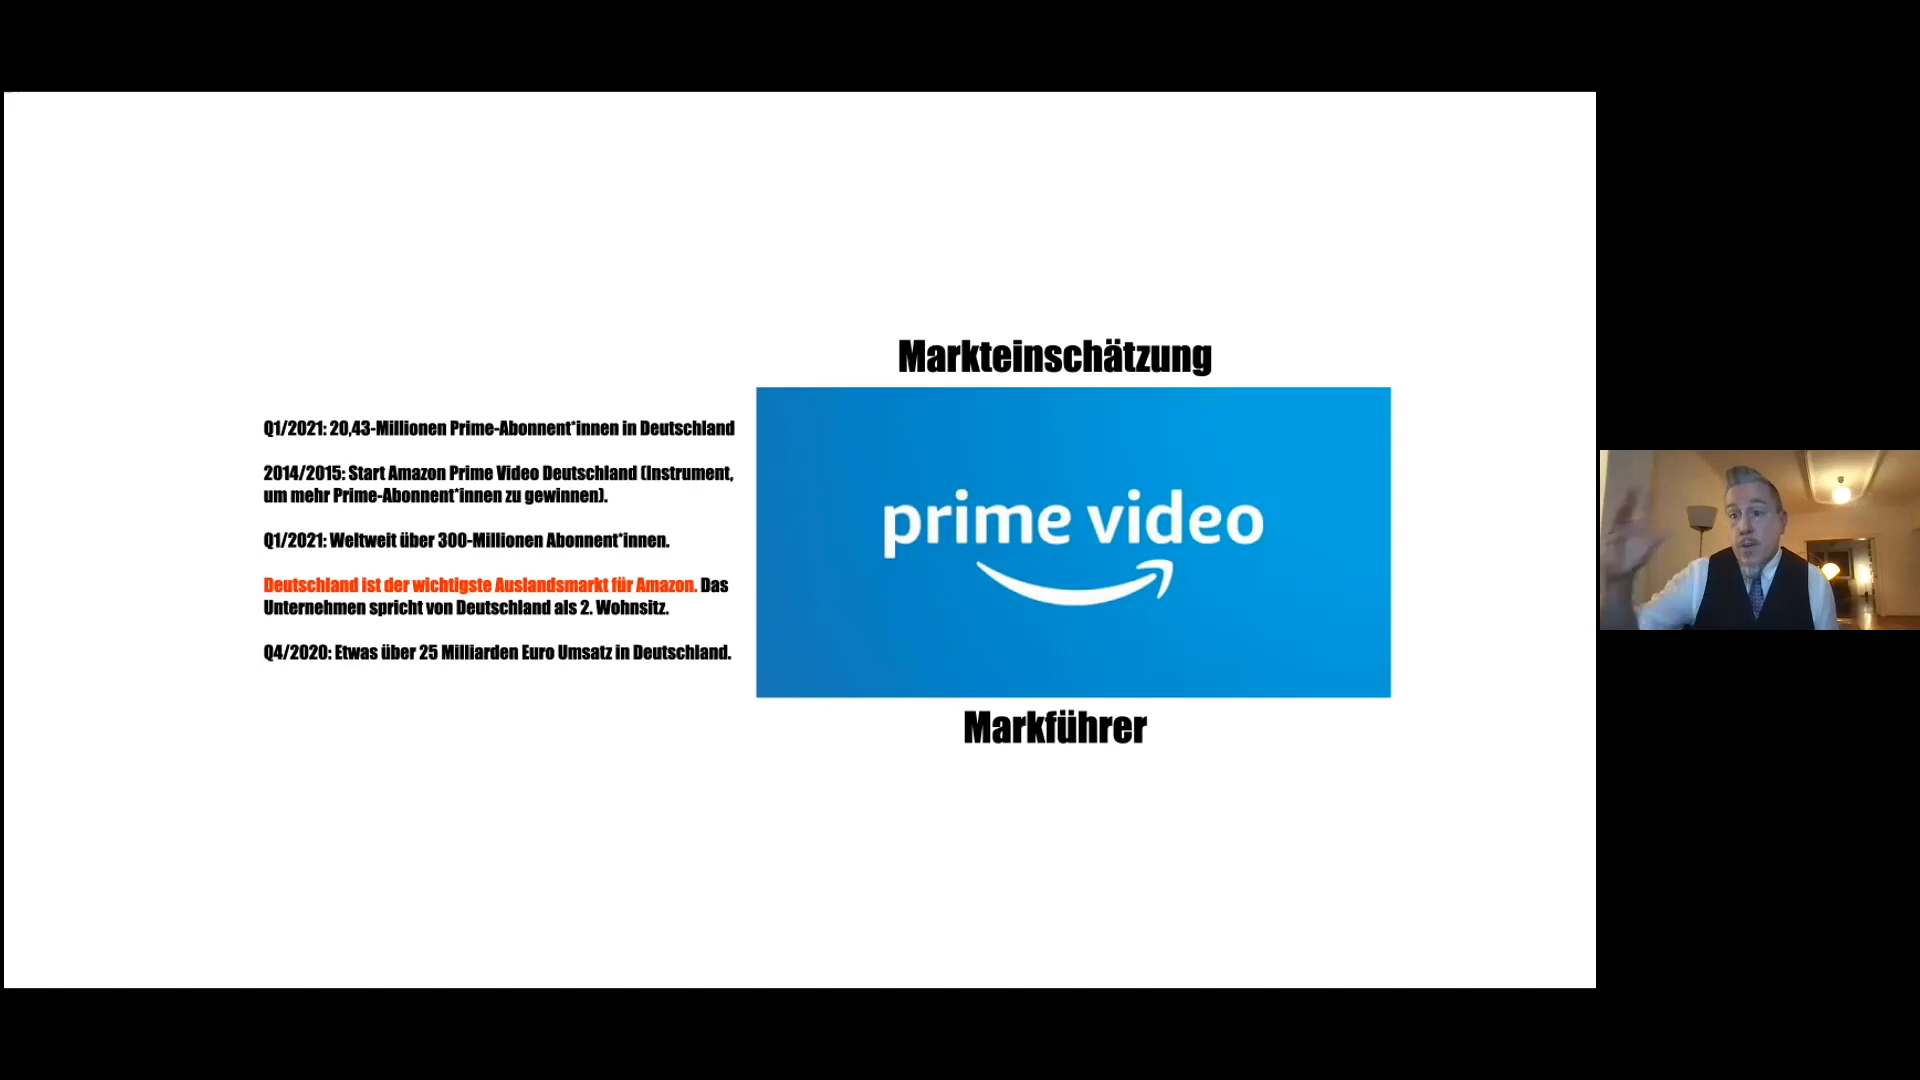 Markteinschätzung
Q1/2021: 20,43-Millionen Prime-Abonnent*innen in Deutschland
2014/2015: Start Amazon Prime Video Deutschland (Instrument,
um mehr Prime-Abonnent*innen zu gewinnen).
Q1/2021: Weltweit über 300-Millionen Abonnent*innen.
Deutschland ist der wichtigste Auslandsmarkt für Amazon. Das
Unternehmen spricht von Deutschland als 2. Wohnsitz.
Q4/2020: Etwas über 25 Milliarden Euro Umsatz in Deutschland.
prime video
Markführer